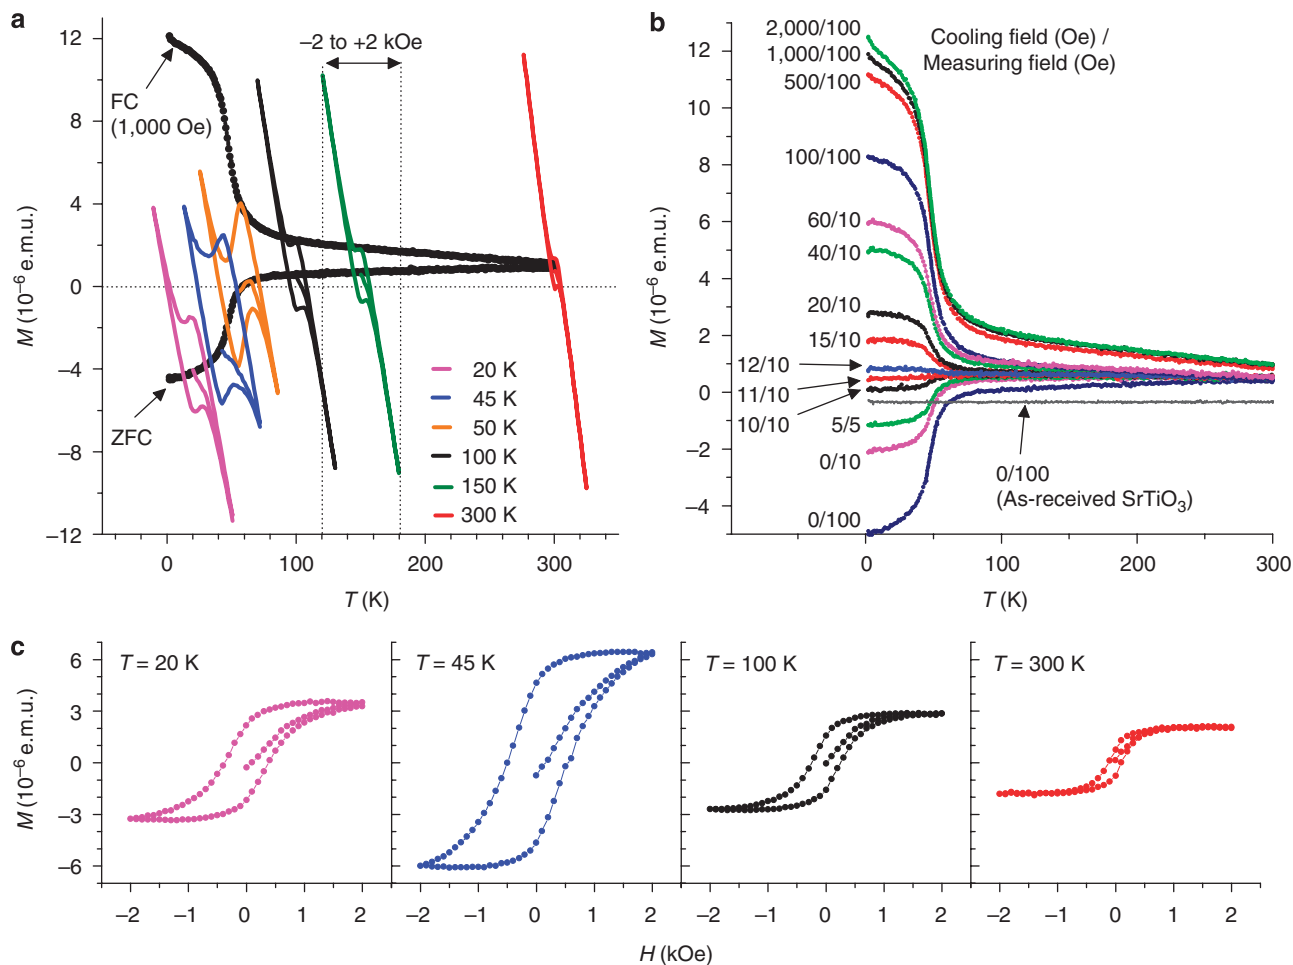 a
−2 to +2 kOe
FC
(1,000 Oe)
ZFC
12
8
4
0
−4
−8
−12
M (10⁻⁶ e.m.u.)
20 K
45 K
50 K
100 K
150 K
300 K
0
100
200
300
T (K)
b
Cooling field (Oe) /
Measuring field (Oe)
12
10
8
6
4
2
0
−2
−4
M (10⁻⁶ e.m.u.)
2,000/100
1,000/100
500/100
100/100
60/10
40/10
20/10
15/10
12/10
11/10
10/10
5/5
0/10
0/100
0/100
(As-received SrTiO₃)
0
100
200
300
T (K)
c
6
3
0
−3
−6
M (10⁻⁶ e.m.u.)
T = 20 K
T = 45 K
T = 100 K
T = 300 K
−2 −1 0 1 2
−2 −1 0 1 2
−2 −1 0 1 2
−2 −1 0 1 2
H (kOe)